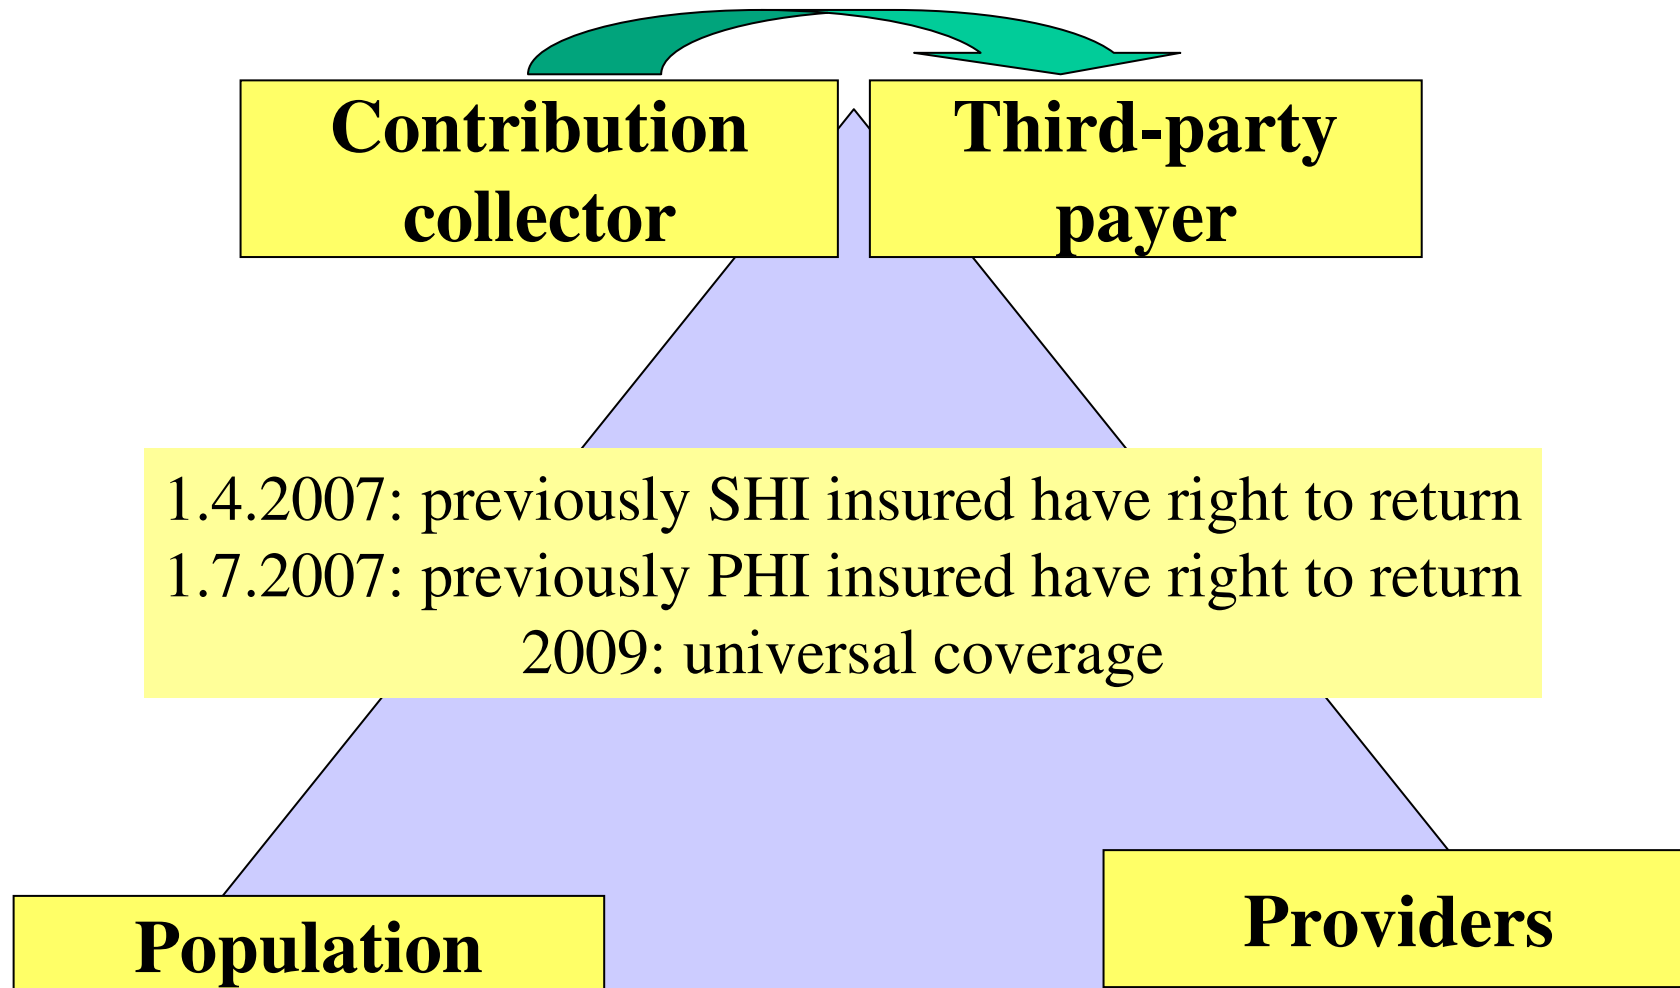 Contribution
collector
Third-party
payer
1.4.2007: previously SHI insured have right to return
1.7.2007: previously PHI insured have right to return
2009: universal coverage
Population
Providers